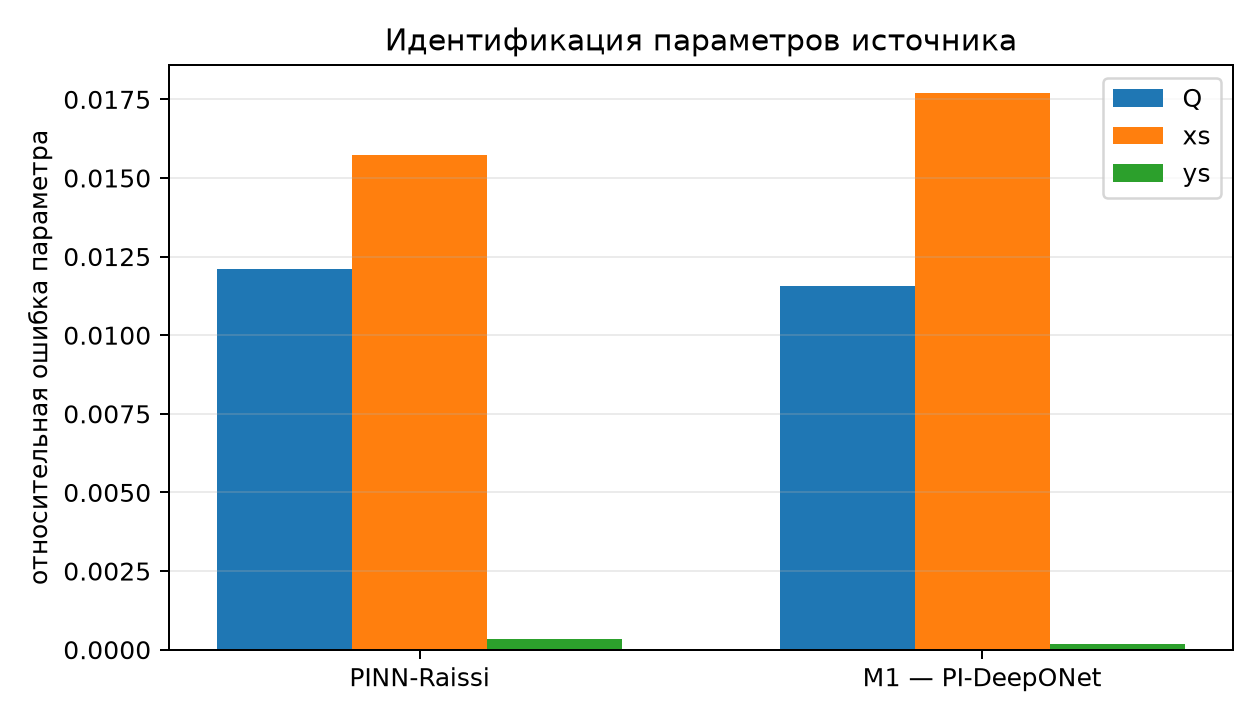 Идентификация параметров источника
относительная ошибка параметра
0.0175
0.0150
0.0125
0.0100
0.0075
0.0050
0.0025
0.0000
Q
xs
ys
PINN-Raissi
M1 — PI-DeepONet